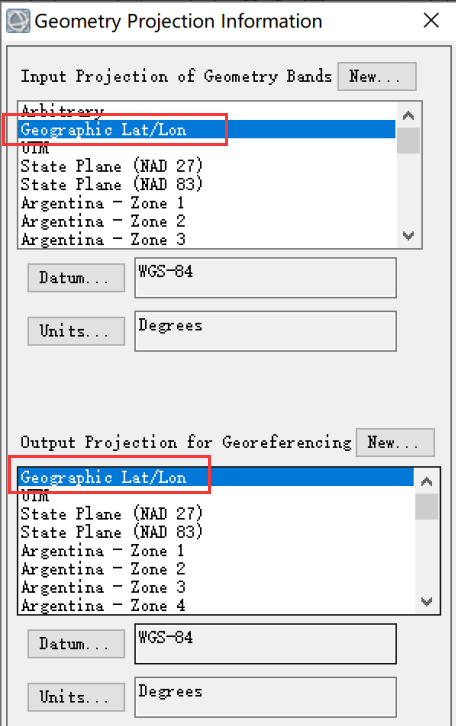 Geometry Projection Information
Input Projection of Geometry Bands New...
Arbitrary
Geographic Lat/Lon
UTM
State Plane (NAD 27)
State Plane (NAD 83)
Argentina - Zone 1
Argentina - Zone 2
Argentina - Zone 3
Datum... WGS-84
Units... Degrees
Output Projection for Georeferencing New...
Geographic Lat/Lon
UTM
State Plane (NAD 27)
State Plane (NAD 83)
Argentina - Zone 1
Argentina - Zone 2
Argentina - Zone 3
Argentina - Zone 4
Datum... WGS-84
Units... Degrees